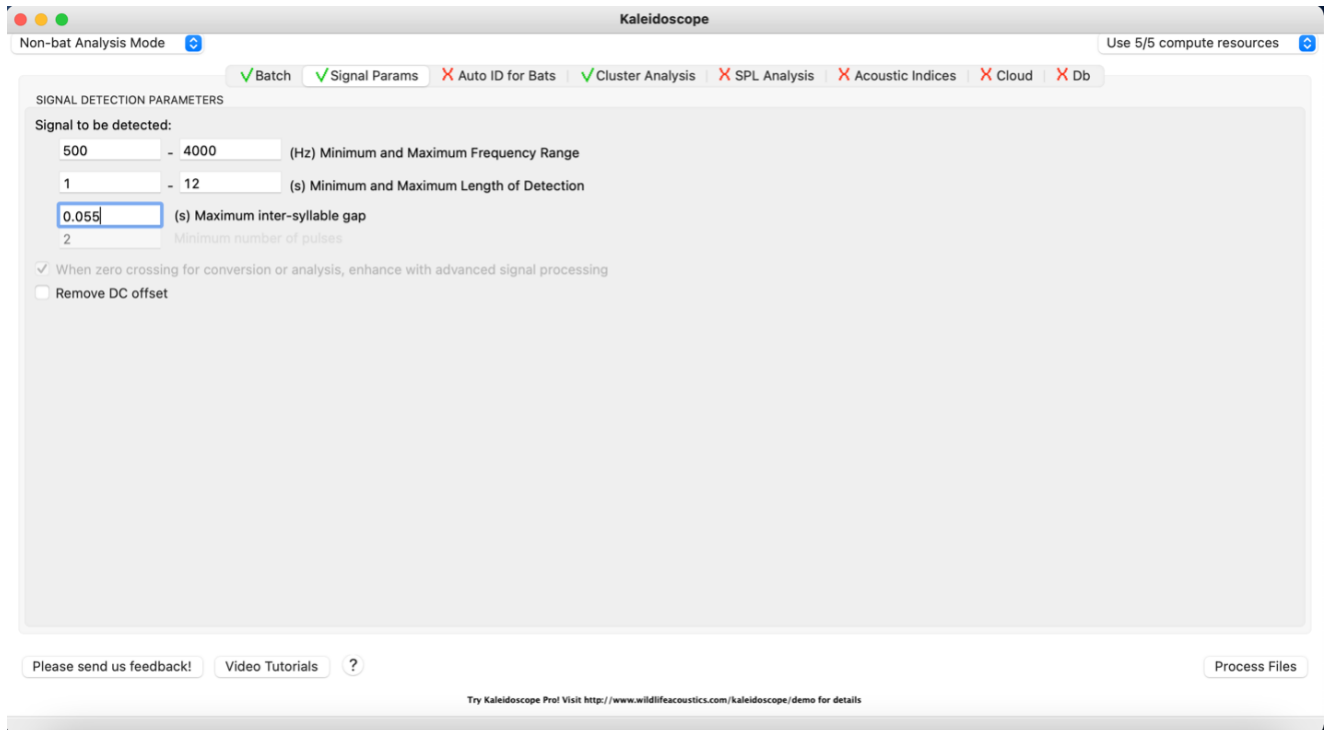 Kaleidoscope
Non-bat Analysis Mode Use 5/5 compute resources
Batch Signal Params Auto ID for Bats Cluster Analysis SPL Analysis Acoustic Indices Cloud Db
SIGNAL DETECTION PARAMETERS
Signal to be detected:
500 - 4000 (Hz) Minimum and Maximum Frequency Range
1 - 12 (s) Minimum and Maximum Length of Detection
0.055 (s) Maximum inter-syllable gap
2 Minimum number of pulses
When zero crossing for conversion or analysis, enhance with advanced signal processing
Remove DC offset
Please send us feedback! Video Tutorials ? Process Files
Try Kaleidoscope Pro! Visit http://www.wildlifeacoustics.com/kaleidoscope/demo for details